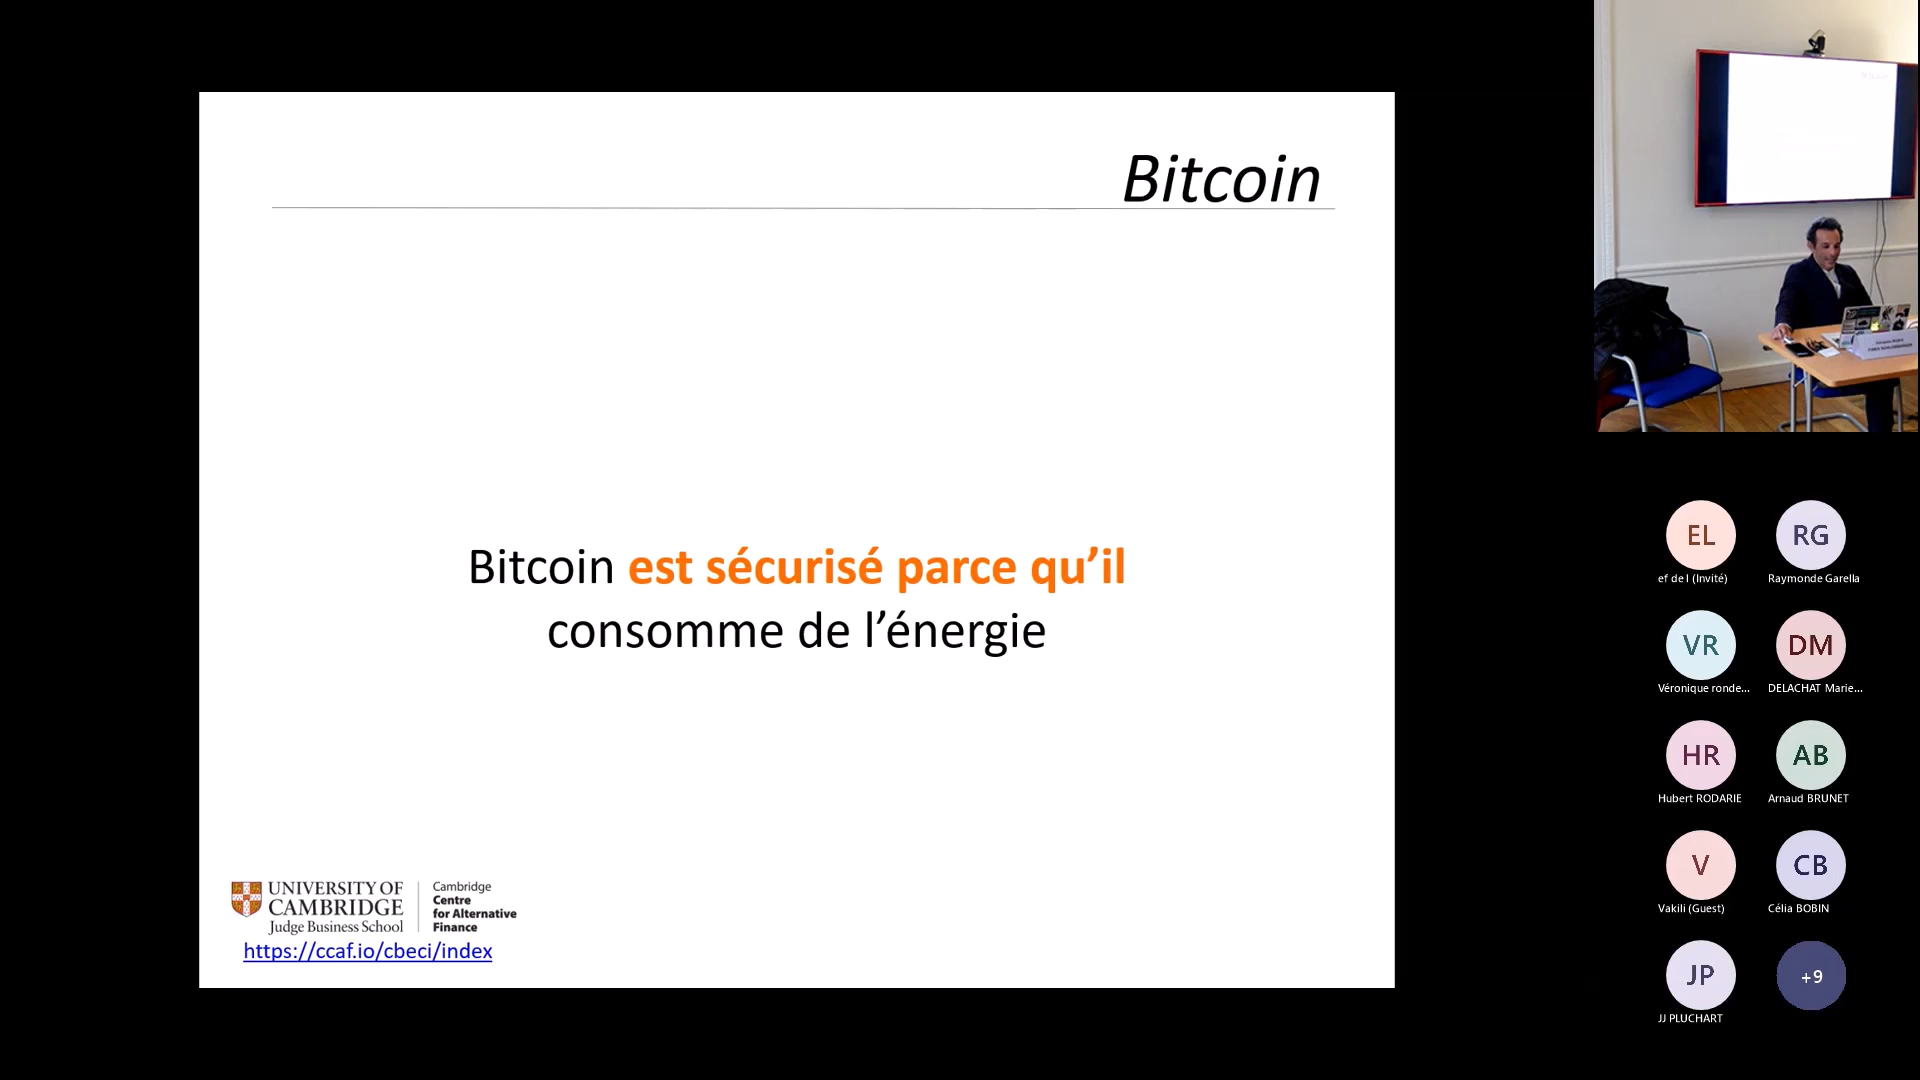 Bitcoin
Bitcoin est sécurisé parce qu’il
consomme de l’énergie
UNIVERSITY OF
CAMBRIDGE
Judge Business School
Cambridge
Centre
for Alternative
Finance
https://ccaf.io/cbeci/index
EL
ef de l (Invité)
RG
Raymonde Garella
VR
Véronique ronde...
DM
DELACHAT Marie...
HR
Hubert RODARIE
AB
Arnaud BRUNET
V
Vakili (Guest)
CB
Célia BOBIN
JP
JJ PLUCHART
+9